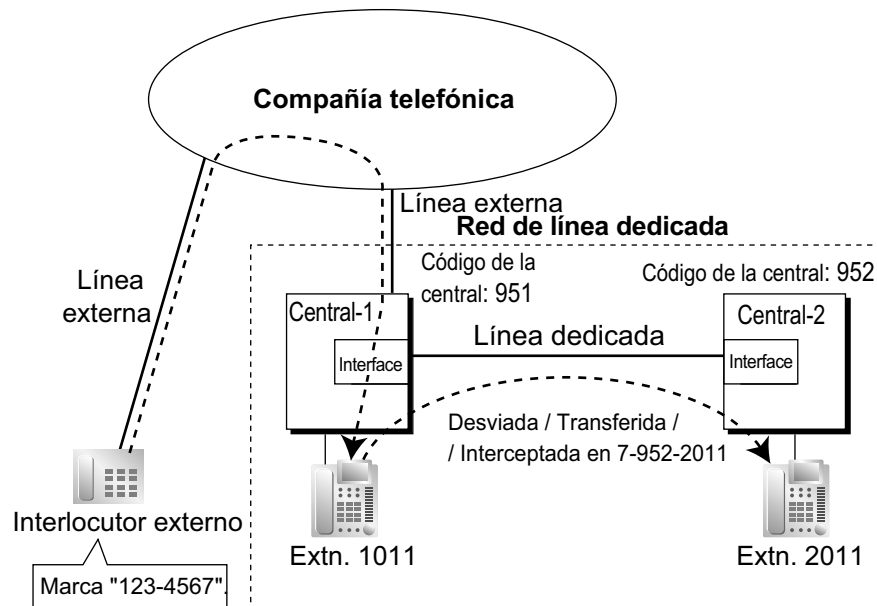 Compañía telefónica
Línea externa
Red de línea dedicada
Línea
externa
Código de la
central: 951
Código de la central: 952
Central-1
Central-2
Línea dedicada
Interface
Interface
Desviada / Transferida /
/ Interceptada en 7-952-2011
Interlocutor externo
Extn. 1011
Extn. 2011
Marca "123-4567".